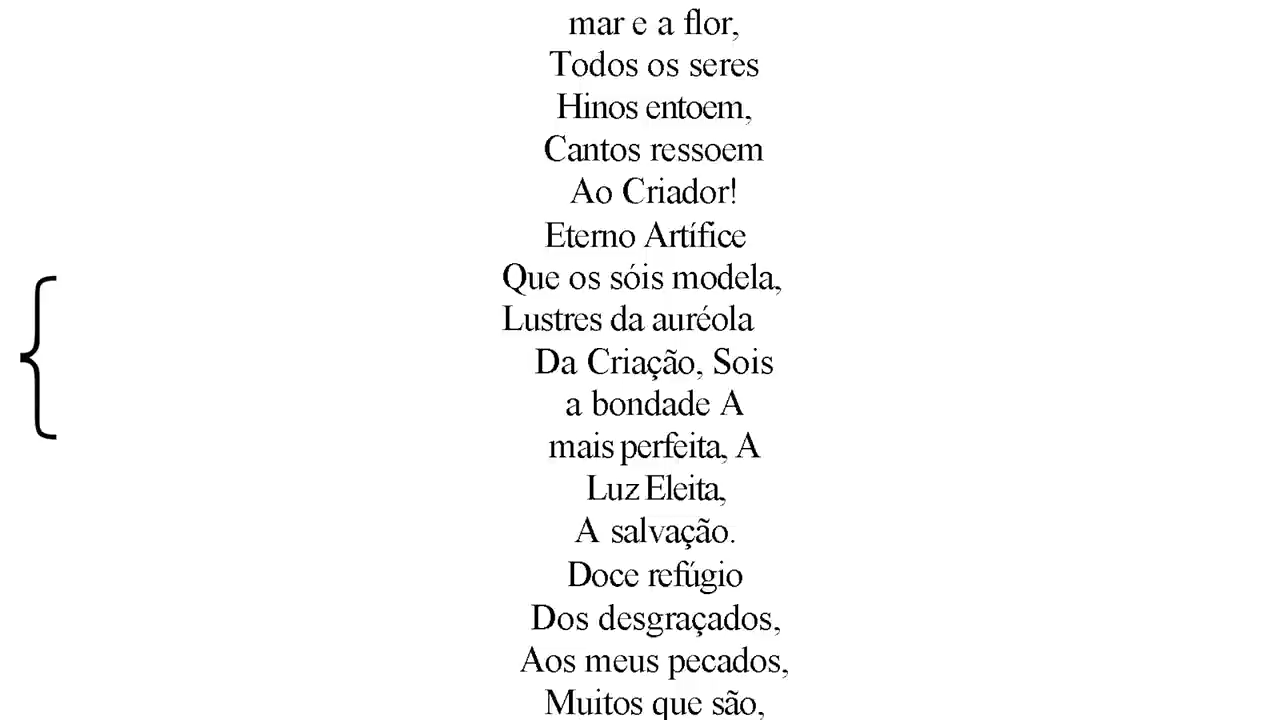 mar e a flor,
Todos os seres
Hinos entoem,
Cantos ressoem
Ao Criador!
Eterno Artífice
Que os sóis modela,
Lustres da auréola
Da Criação, Sois
a bondade A
mais perfeita, A
Luz Eleita,
A salvação.
Doce refúgio
Dos desgraçados,
Aos meus pecados,
Muitos que são,